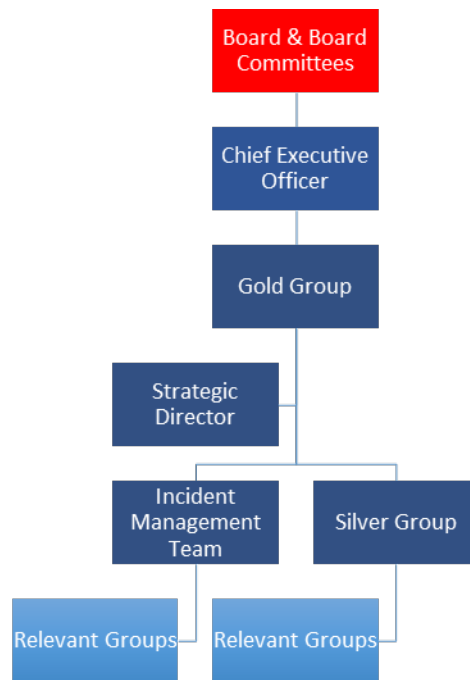 Board & Board
Committees
Chief Executive
Officer
Gold Group
Strategic
Director
Incident
Management
Team
Silver Group
Relevant Groups
Relevant Groups